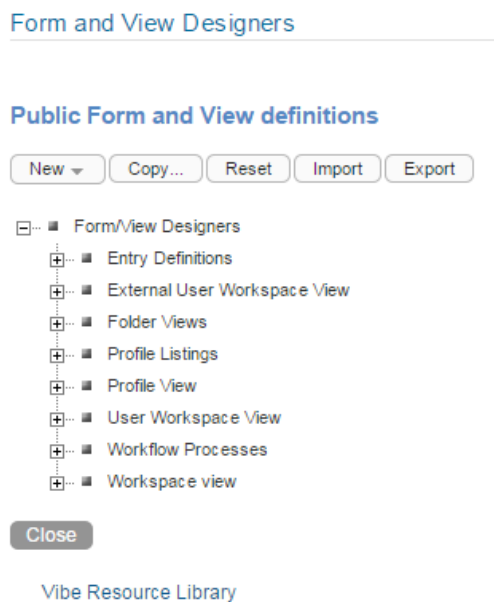 Form and View Designers
Public Form and View definitions
New Copy... Reset Import Export
Form/View Designers
Entry Definitions
External User Workspace View
Folder Views
Profile Listings
Profile View
User Workspace View
Workflow Processes
Workspace view
Close
Vibe Resource Library